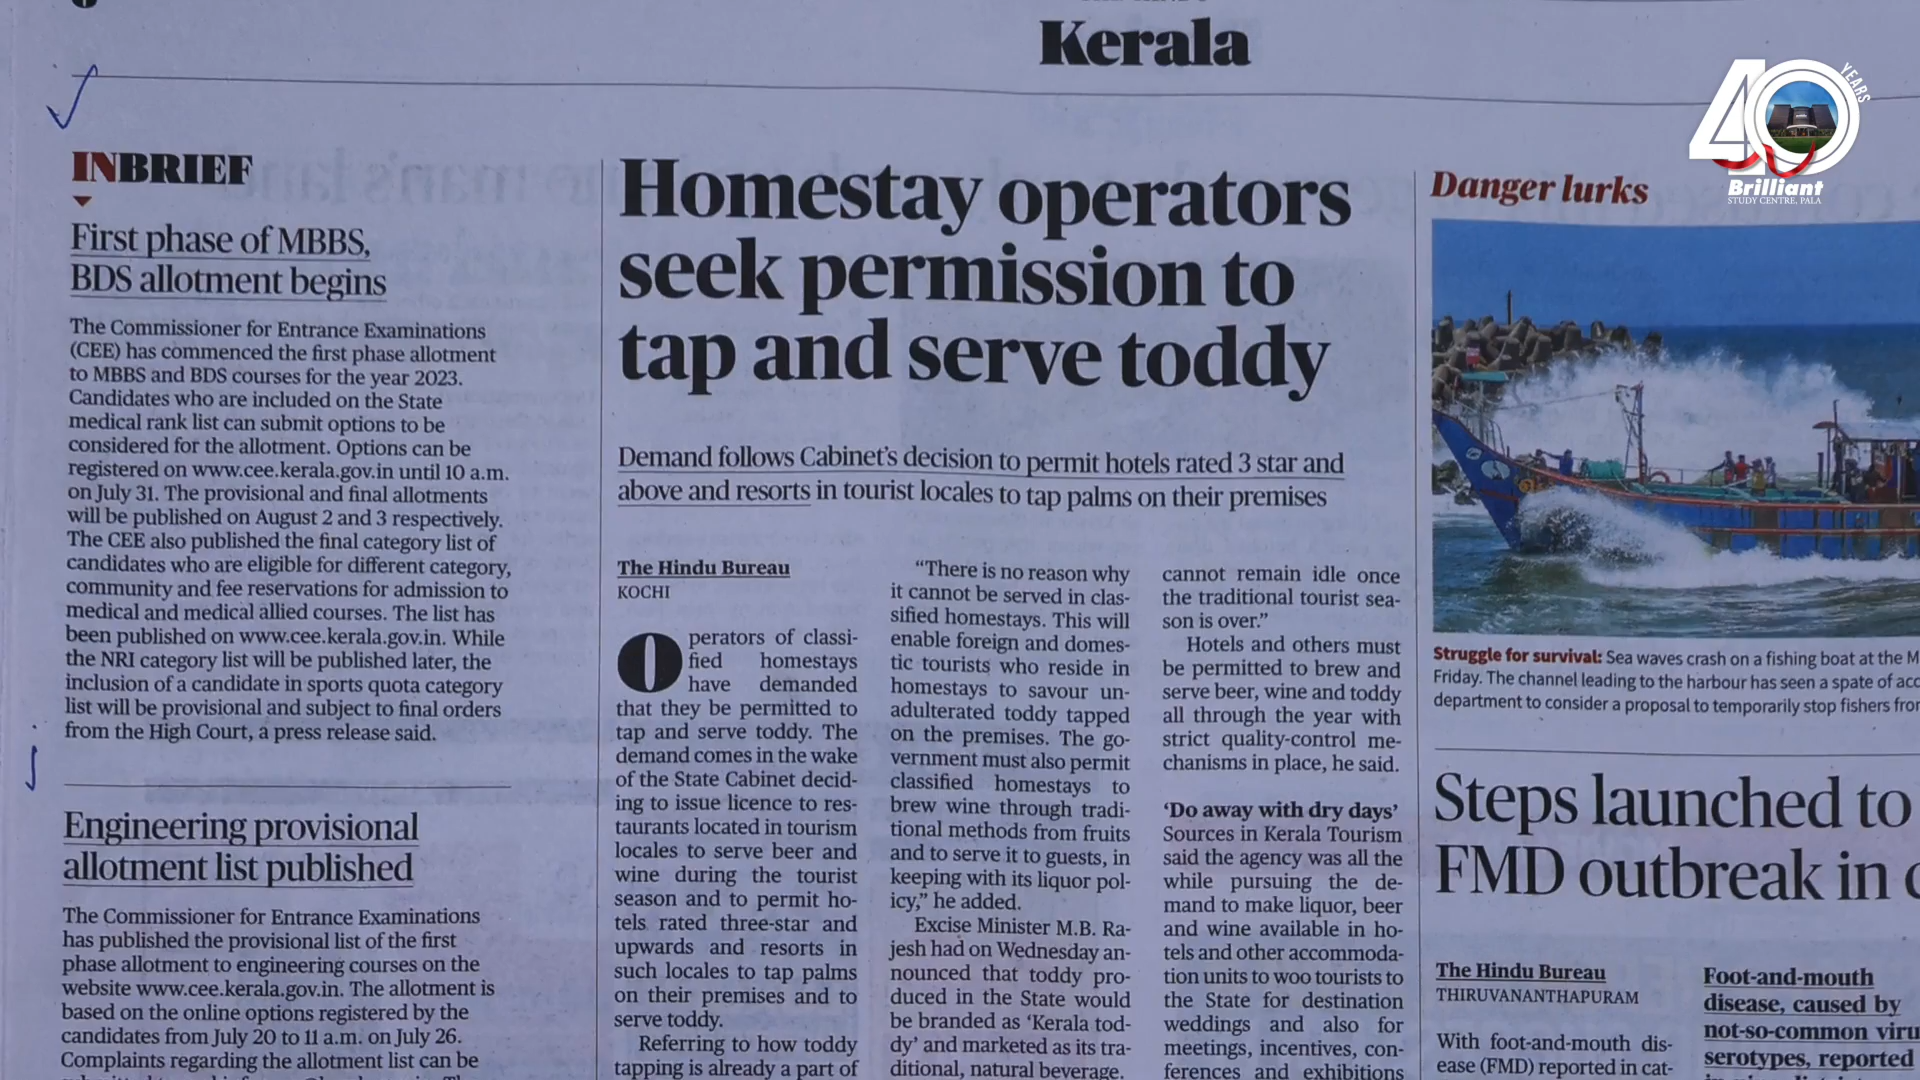 Kerala
40 YEARS
Brilliant
STUDY CENTRE, PALA
INBRIEF
First phase of MBBS,
BDS allotment begins
The Commissioner for Entrance Examinations
(CEE) has commenced the first phase allotment
to MBBS and BDS courses for the year 2023.
Candidates who are included on the State
medical rank list can submit options to be
considered for the allotment. Options can be
registered on www.cee.kerala.gov.in until 10 a.m.
on July 31. The provisional and final allotments
will be published on August 2 and 3 respectively.
The CEE also published the final category list of
candidates who are eligible for different category,
community and fee reservations for admission to
medical and medical allied courses. The list has
been published on www.cee.kerala.gov.in. While
the NRI category list will be published later, the
inclusion of a candidate in sports quota category
list will be provisional and subject to final orders
from the High Court, a press release said.
Engineering provisional
allotment list published
The Commissioner for Entrance Examinations
has published the provisional list of the first
phase allotment to engineering courses on the
website www.cee.kerala.gov.in. The allotment is
based on the online options registered by the
candidates from July 20 to 11 a.m. on July 26.
Complaints regarding the allotment list can be
Homestay operators
seek permission to
tap and serve toddy
Demand follows Cabinet's decision to permit hotels rated 3 star and
above and resorts in tourist locales to tap palms on their premises
The Hindu Bureau
KOCHI
Operators of classi-
fied homestays
have demanded
that they be permitted to
tap and serve toddy. The
demand comes in the wake
of the State Cabinet decid-
ing to issue licence to res-
taurants located in tourism
locales to serve beer and
wine during the tourist
season and to permit ho-
tels rated three-star and
upwards and resorts in
such locales to tap palms
on their premises and to
serve toddy.
Referring to how toddy
tapping is already a part of
"There is no reason why
it cannot be served in clas-
sified homestays. This will
enable foreign and domes-
tic tourists who reside in
homestays to savour un-
adulterated toddy tapped
on the premises. The go-
vernment must also permit
classified homestays to
brew wine through tradi-
tional methods from fruits
and to serve it to guests, in
keeping with its liquor pol-
icy," he added.
Excise Minister M.B. Ra-
jesh had on Wednesday an-
nounced that toddy pro-
duced in the State would
be branded as 'Kerala tod-
dy' and marketed as its tra-
ditional, natural beverage.
cannot remain idle once
the traditional tourist sea-
son is over."
Hotels and others must
be permitted to brew and
serve beer, wine and toddy
all through the year with
strict quality-control me-
chanisms in place, he said.
'Do away with dry days'
Sources in Kerala Tourism
said the agency was all the
while pursuing the de-
mand to make liquor, beer
and wine available in ho-
tels and other accommoda-
tion units to woo tourists to
the State for destination
weddings and also for
meetings, incentives, con-
ferences and exhibitions
Danger lurks
Struggle for survival: Sea waves crash on a fishing boat at the M
Friday. The channel leading to the harbour has seen a spate of acc
department to consider a proposal to temporarily stop fishers fro
Steps launched to
FMD outbreak in
The Hindu Bureau
THIRUVANANTHAPURAM
With foot-and-mouth dis-
ease (FMD) reported in cat-
Foot-and-mouth
disease, caused by
not-so-common viru
serotypes, reported